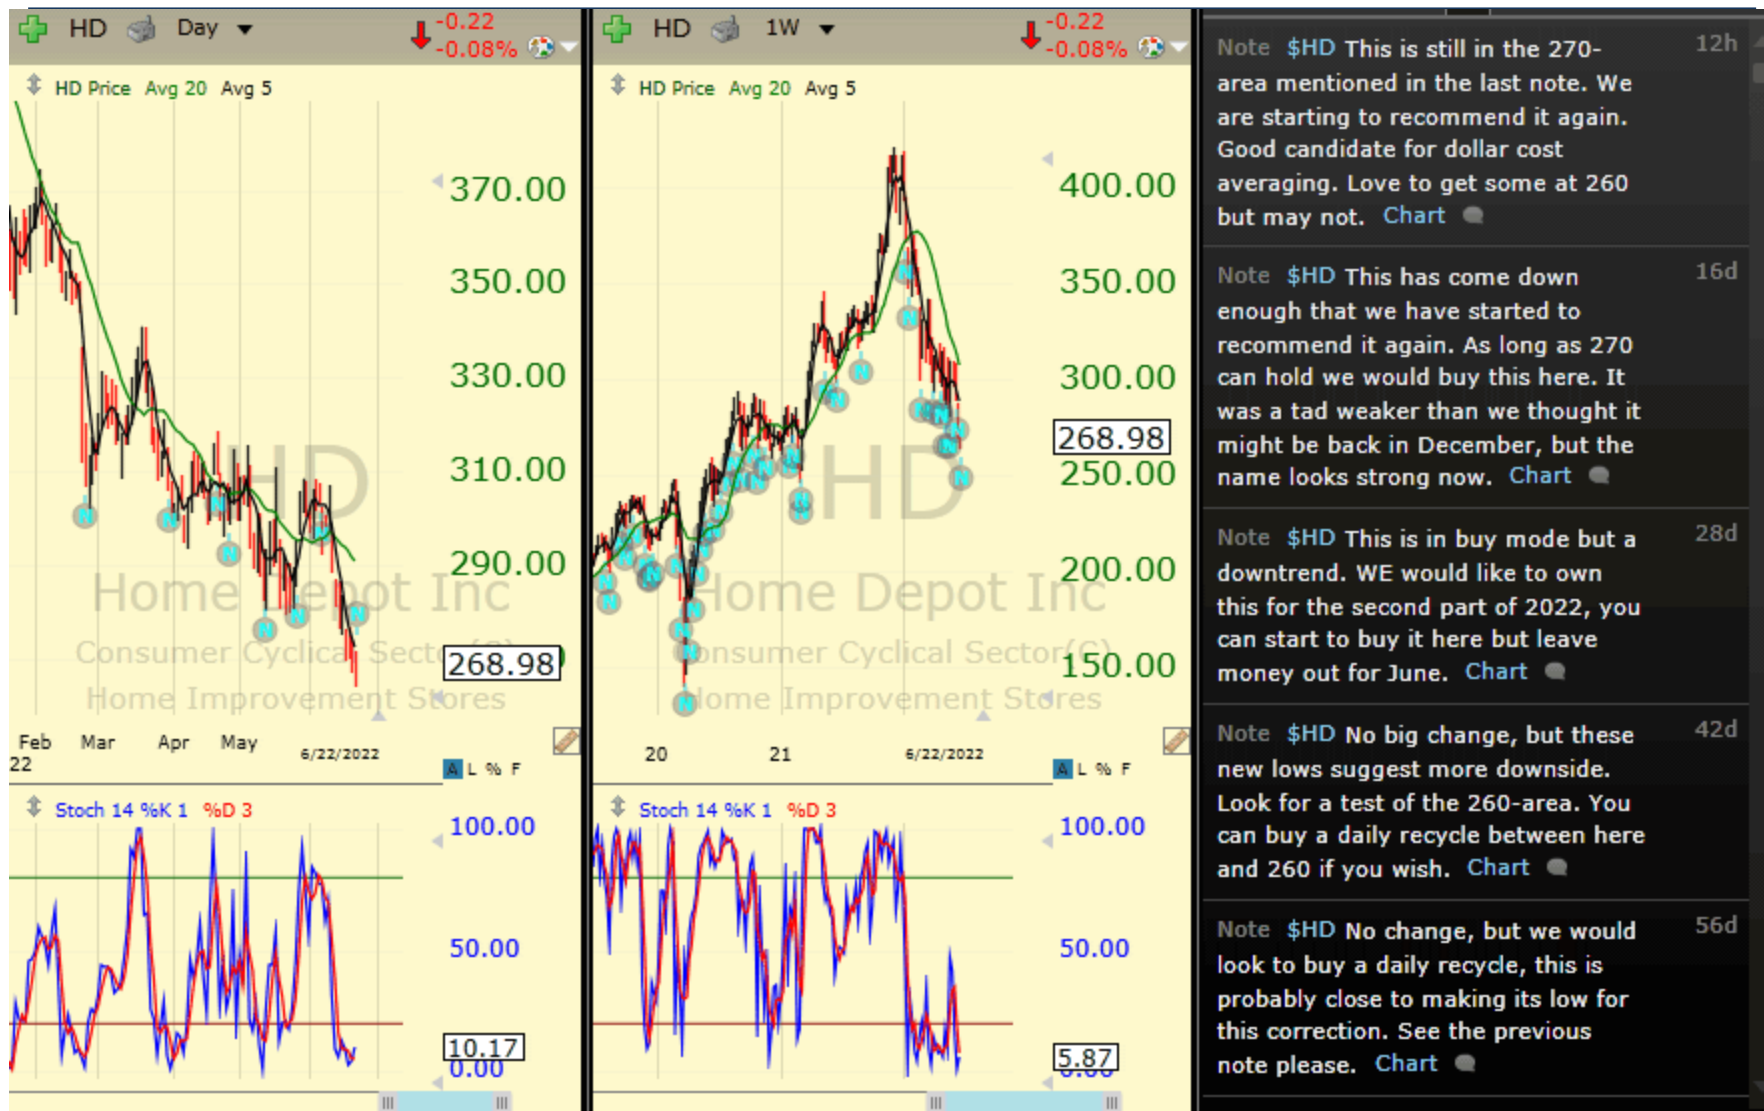 HD Day -0.22
-0.08%
HD Price Avg 20 Avg 5
370.00
350.00
330.00
310.00
290.00
268.98
HD
Home Depot Inc
Consumer Cyclical
Home Improvement Stores
Feb Mar Apr May 6/22/2022
22
A L % F
Stoch 14 %K 1 %D 3
100.00
50.00
10.17
0.00
HD 1W -0.22
-0.08%
HD Price Avg 20 Avg 5
400.00
350.00
300.00
268.98
250.00
200.00
150.00
HD
Home Depot Inc
Consumer Cyclical Sector
Home Improvement Stores
20 21 6/22/2022
A L % F
Stoch 14 %K 1 %D 3
100.00
50.00
5.87
Note $HD This is still in the 270- 12h
area mentioned in the last note. We
are starting to recommend it again.
Good candidate for dollar cost
averaging. Love to get some at 260
but may not. Chart
Note $HD This has come down 16d
enough that we have started to
recommend it again. As long as 270
can hold we would buy this here. It
was a tad weaker than we thought it
might be back in December, but the
name looks strong now. Chart
Note $HD This is in buy mode but a 28d
downtrend. WE would like to own
this for the second part of 2022, you
can start to buy it here but leave
money out for June. Chart
Note $HD No big change, but these 42d
new lows suggest more downside.
Look for a test of the 260-area. You
can buy a daily recycle between here
and 260 if you wish. Chart
Note $HD No change, but we would 56d
look to buy a daily recycle, this is
probably close to making its low for
this correction. See the previous
note please. Chart